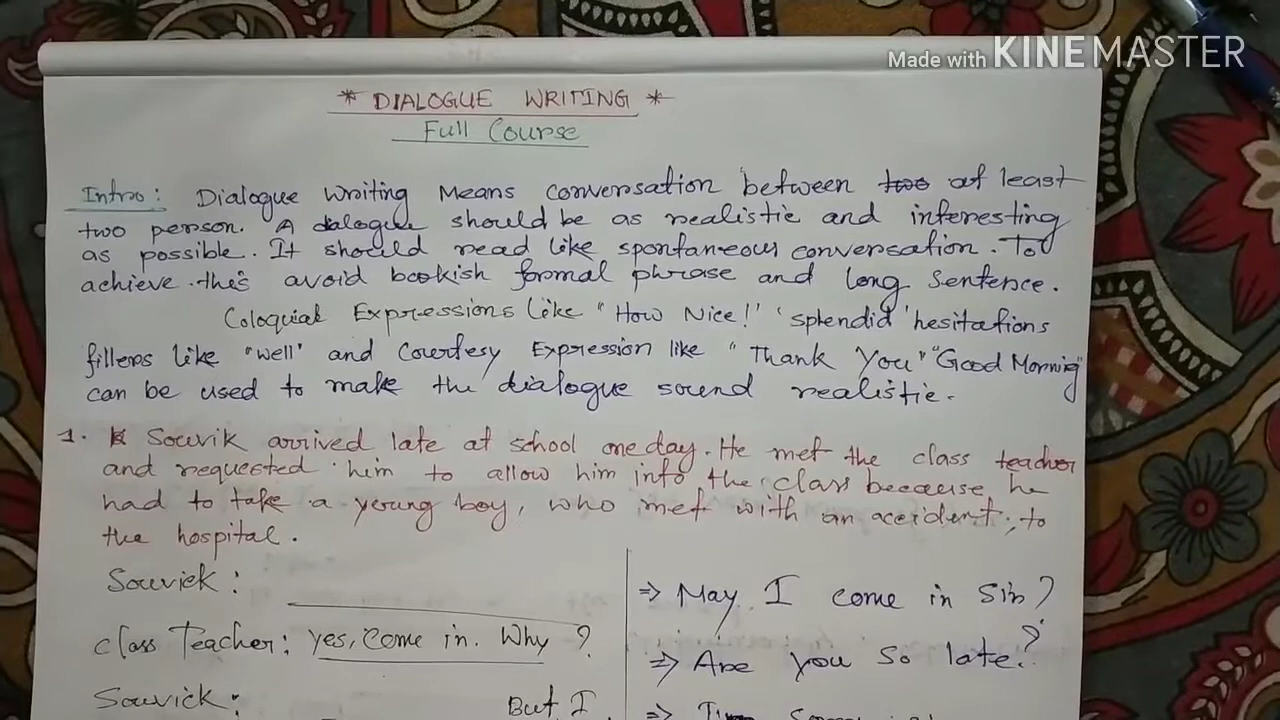 Made with KINEMASTER
* DIALOGUE WRITING *
Full Course
Intro: Dialogue Writing Means conversation between two at least
two person. A dalogue should be as realistic and interesting
as possible. It should read like spontaneous conversation. To
achieve this avoid bookish formal phrase and long sentence.
Coloquial Expressions like "How Nice!" 'splendid' hesitations
fillers like "well" and Courtesy Expression like "Thank You" "Good Morning"
can be used to make the dialogue sound realistic.
1. Souvik arrived late at school one day. He met the class teacher
and requested him to allow him into the class because he
had to take a young boy, who met with an accident, to
the hospital.
Souvick :
⇒ May I come in Sir?
Class Teacher: Yes, Come in. Why ?
⇒ Are you so late?
Souvick:
But I